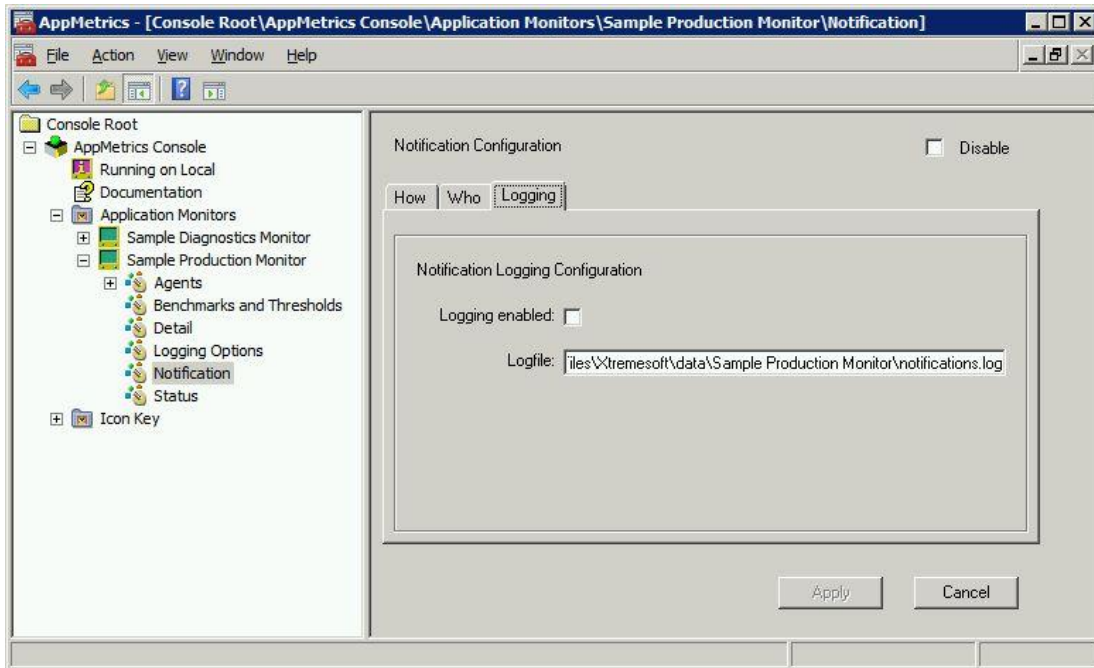 AppMetrics - [Console Root\AppMetrics Console\Application Monitors\Sample Production Monitor\Notification]
File Action View Window Help
Console Root
AppMetrics Console
Running on Local
Documentation
Application Monitors
Sample Diagnostics Monitor
Sample Production Monitor
Agents
Benchmarks and Thresholds
Detail
Logging Options
Notification
Status
Icon Key
Notification Configuration
Disable
How Who Logging
Notification Logging Configuration
Logging enabled:
Logfile: iles\Xtremesoft\data\Sample Production Monitor\notifications.log
Apply Cancel